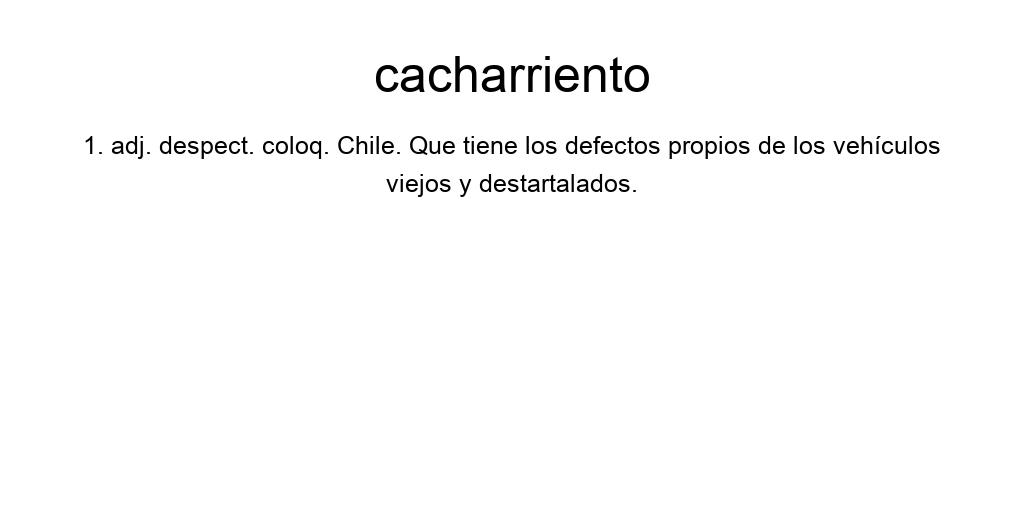 cacharriento
1. adj. despect. coloq. Chile. Que tiene los defectos propios de los vehículos
viejos y destartalados.